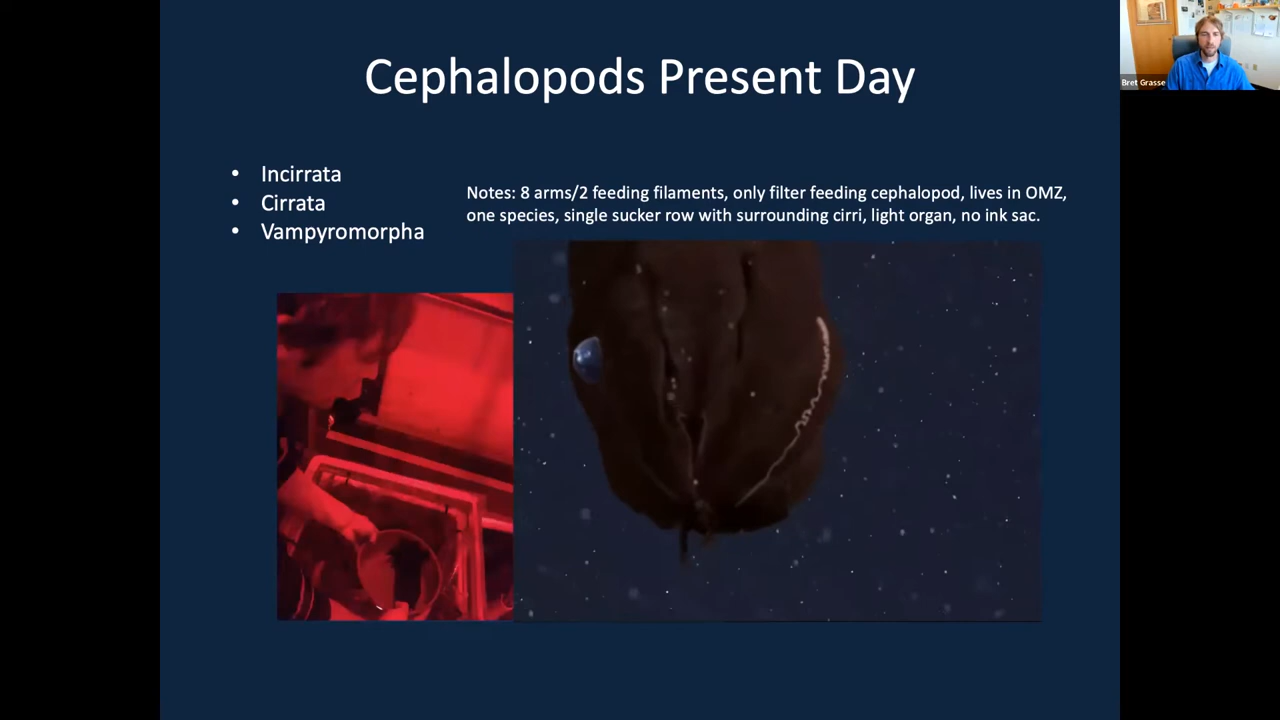 Cephalopods Present Day
• Incirrata
• Cirrata
• Vampyromorpha
Notes: 8 arms/2 feeding filaments, only filter feeding cephalopod, lives in OMZ,
one species, single sucker row with surrounding cirri, light organ, no ink sac.
Bret Grasse